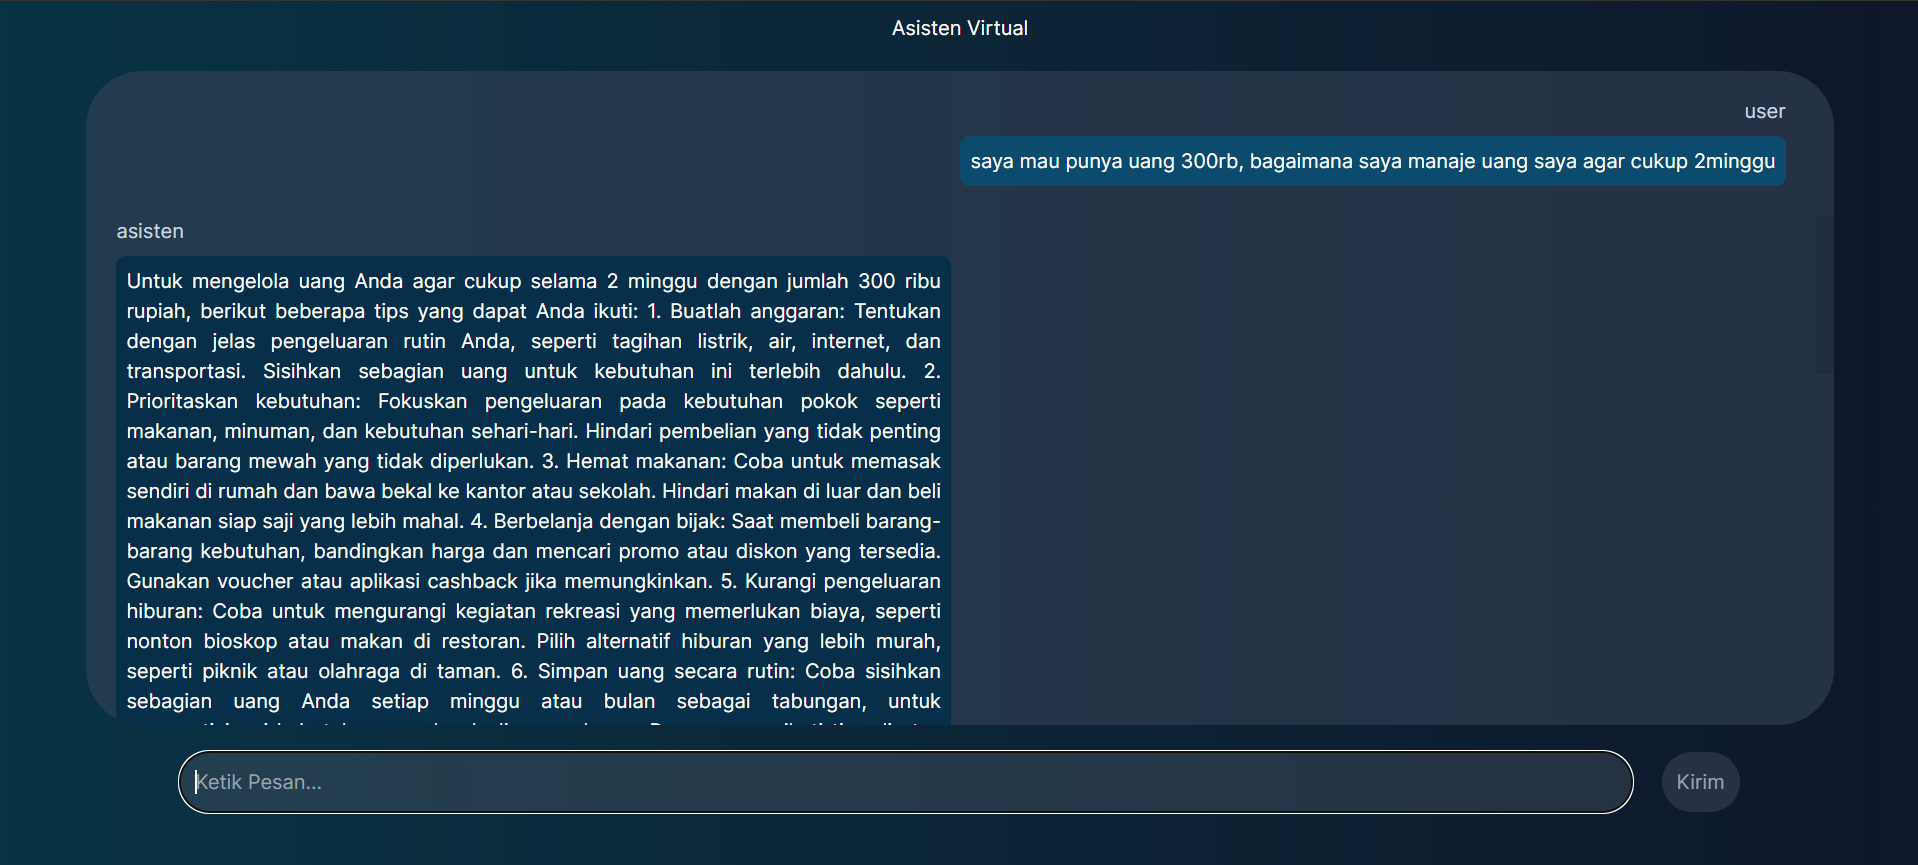 Asisten Virtual
user
saya mau punya uang 300rb, bagaimana saya manaje uang saya agar cukup 2minggu
asisten
Untuk mengelola uang Anda agar cukup selama 2 minggu dengan jumlah 300 ribu
rupiah, berikut beberapa tips yang dapat Anda ikuti: 1. Buatlah anggaran: Tentukan
dengan jelas pengeluaran rutin Anda, seperti tagihan listrik, air, internet, dan
transportasi. Sisihkan sebagian uang untuk kebutuhan ini terlebih dahulu. 2.
Prioritaskan kebutuhan: Fokuskan pengeluaran pada kebutuhan pokok seperti
makanan, minuman, dan kebutuhan sehari-hari. Hindari pembelian yang tidak penting
atau barang mewah yang tidak diperlukan. 3. Hemat makanan: Coba untuk memasak
sendiri di rumah dan bawa bekal ke kantor atau sekolah. Hindari makan di luar dan beli
makanan siap saji yang lebih mahal. 4. Berbelanja dengan bijak: Saat membeli barang-
barang kebutuhan, bandingkan harga dan mencari promo atau diskon yang tersedia.
Gunakan voucher atau aplikasi cashback jika memungkinkan. 5. Kurangi pengeluaran
hiburan: Coba untuk mengurangi kegiatan rekreasi yang memerlukan biaya, seperti
nonton bioskop atau makan di restoran. Pilih alternatif hiburan yang lebih murah,
seperti piknik atau olahraga di taman. 6. Simpan uang secara rutin: Coba sisihkan
sebagian uang Anda setiap minggu atau bulan sebagai tabungan, untuk
Ketik Pesan...
Kirim